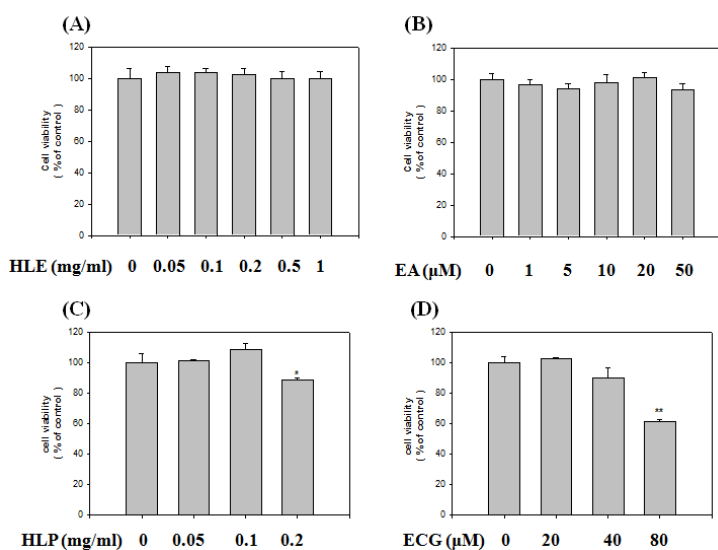 (A)
120
100
80
60
40
20
0
Cell viability
( % of control )
HLE (mg/ml) 0 0.05 0.1 0.2 0.5 1
(B)
120
100
80
60
40
20
0
Cell viability
( % of control )
EA (μM) 0 1 5 10 20 50
(C)
120
100
80
60
40
20
0
cell viability
( % of control )
*
HLP (mg/ml) 0 0.05 0.1 0.2
(D)
120
100
80
60
40
20
0
cell viability
( % of control )
**
ECG (μM) 0 20 40 80